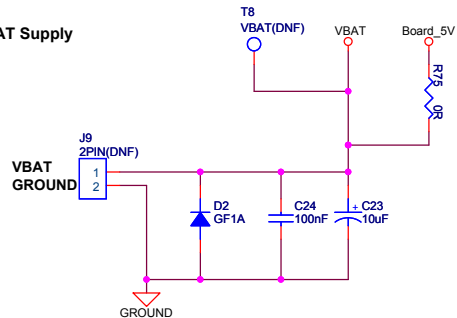 T8
VBAT(DNF)
VBAT
Board_5V
AT Supply
R75
0R
J9
2PIN(DNF)
VBAT
1
GROUND
2
D2
GF1A
C24
100nF
+
C23
10uF
GROUND